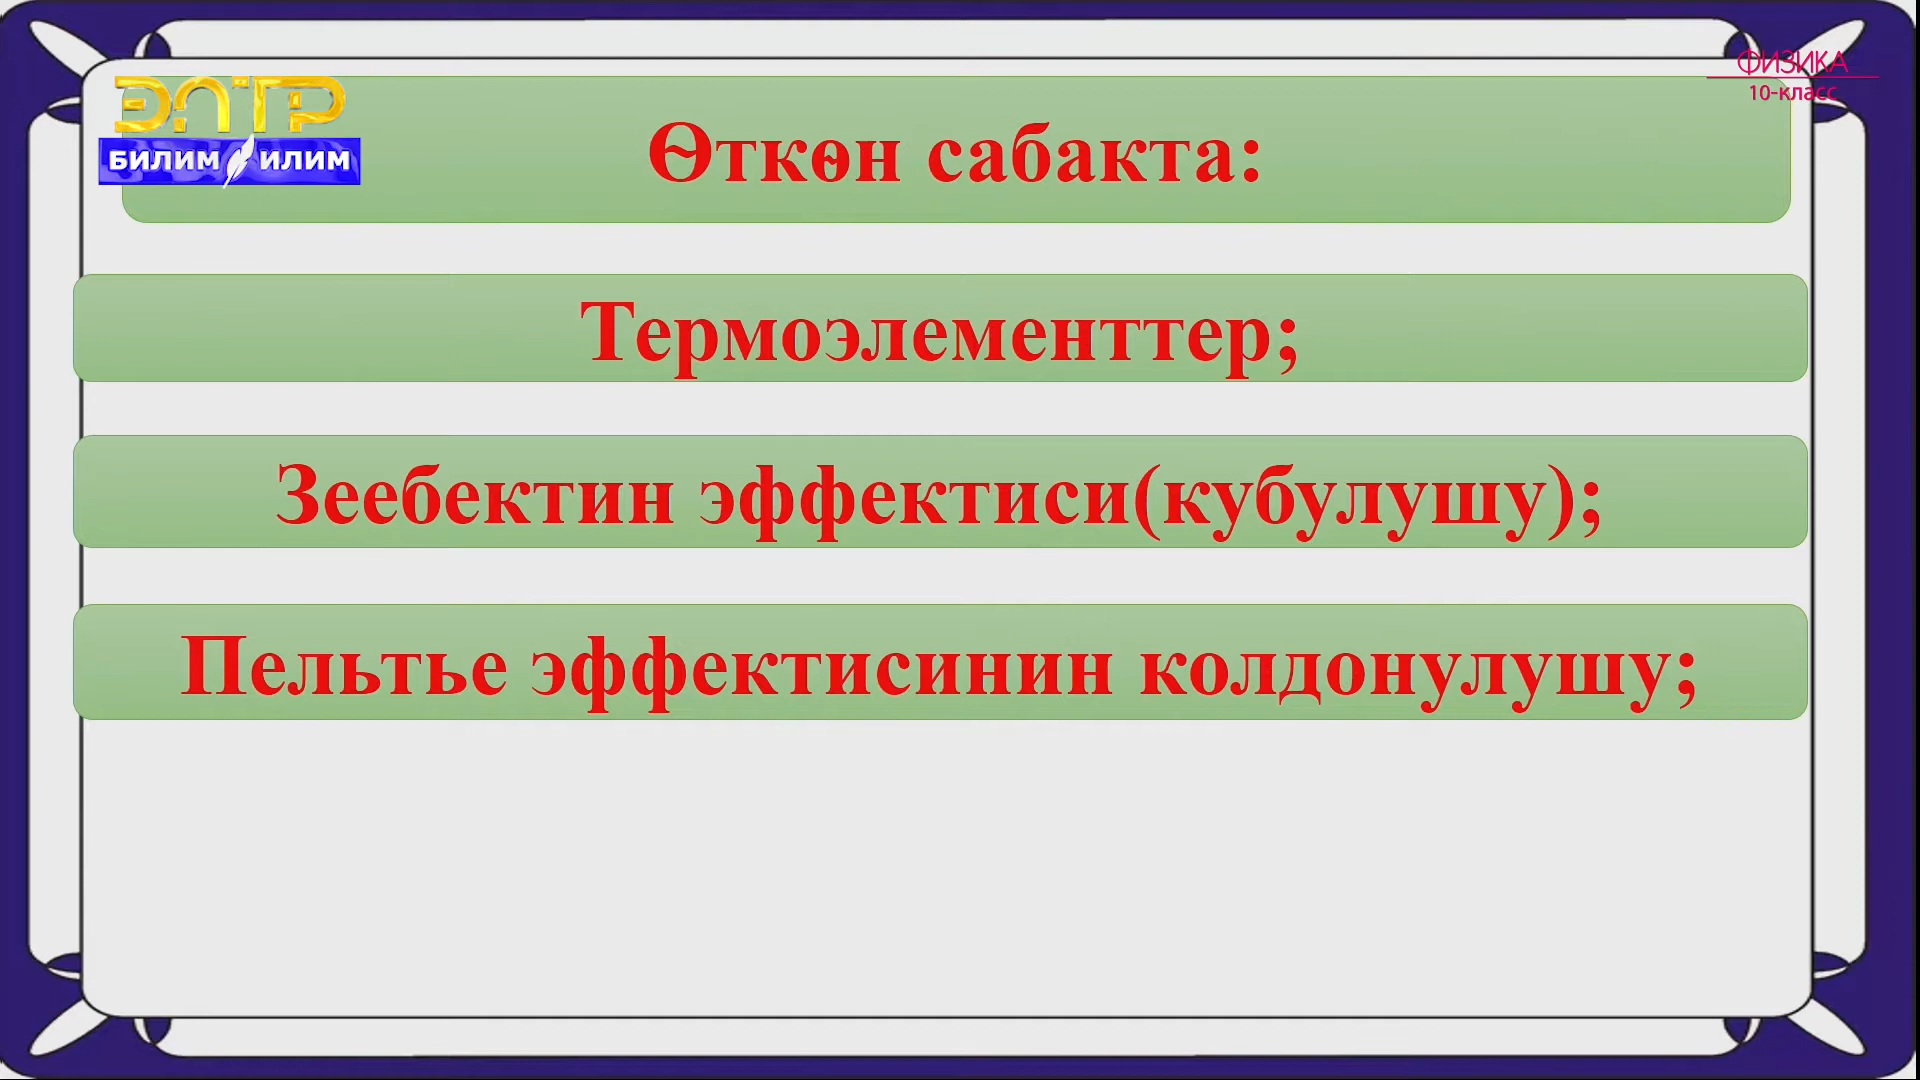 ЭЛТР
БИЛИМ ИЛИМ
ФИЗИКА
10-класс
Өткөн сабакта:
Термоэлементтер;
Зеебектин эффектиси(кубулушу);
Пельтье эффектисинин колдонулушу;